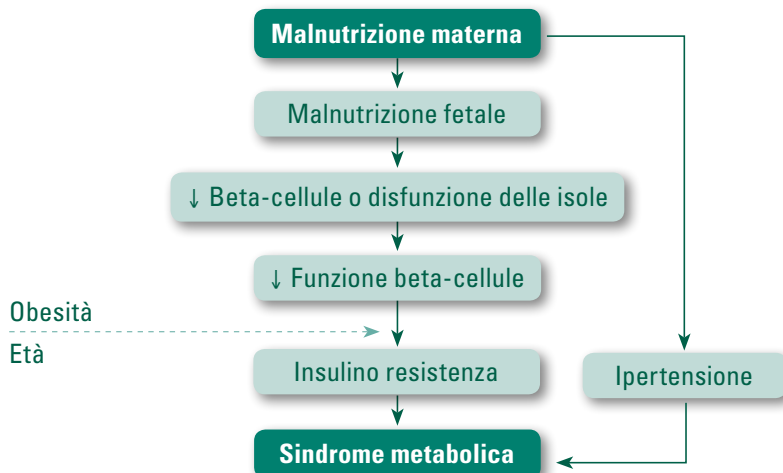 Malnutrizione materna
Malnutrizione fetale
↓ Beta-cellule o disfunzione delle isole
↓ Funzione beta-cellule
Obesità
Età
Insulino resistenza
Ipertensione
Sindrome metabolica